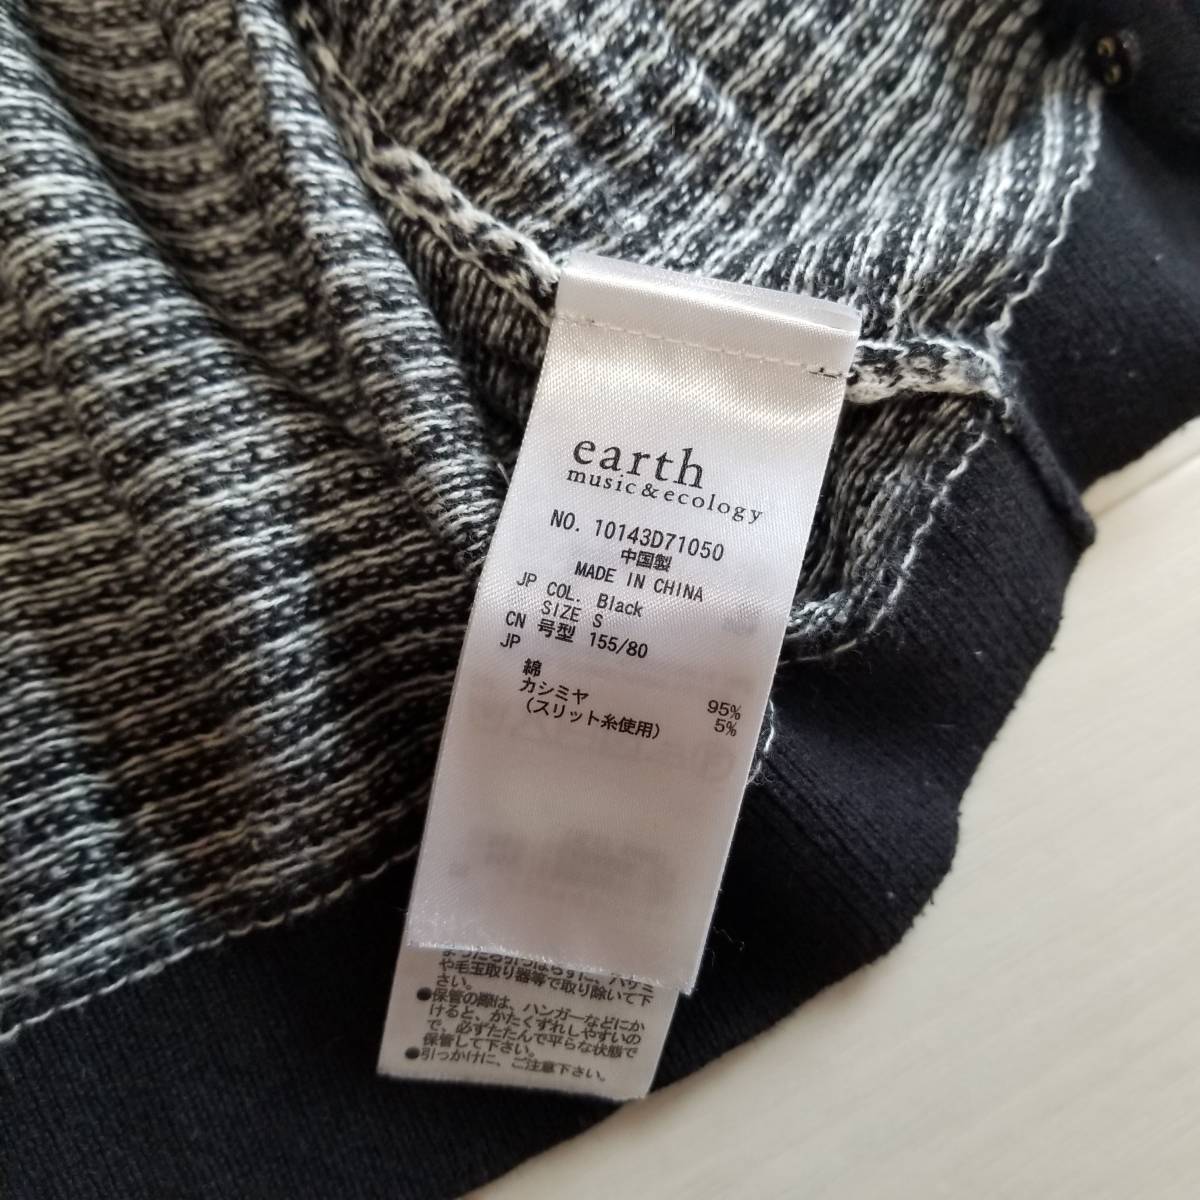 earth
music&ecology
NO. 10143D71050
中国製
MADE IN CHINA
JP COL. Black
SIZE S
CN 号型 155/80
JP
綿 95%
カシミヤ 5%
(スリット糸使用)
や毛玉取り器等で取り除いて下
さい。
●保管の際は、ハンガーなどにか
けると、かたくずれしやすいの
で、必ずたたんで平らな状態で
保管して下さい。
●引っかけに、ご注意下さい。